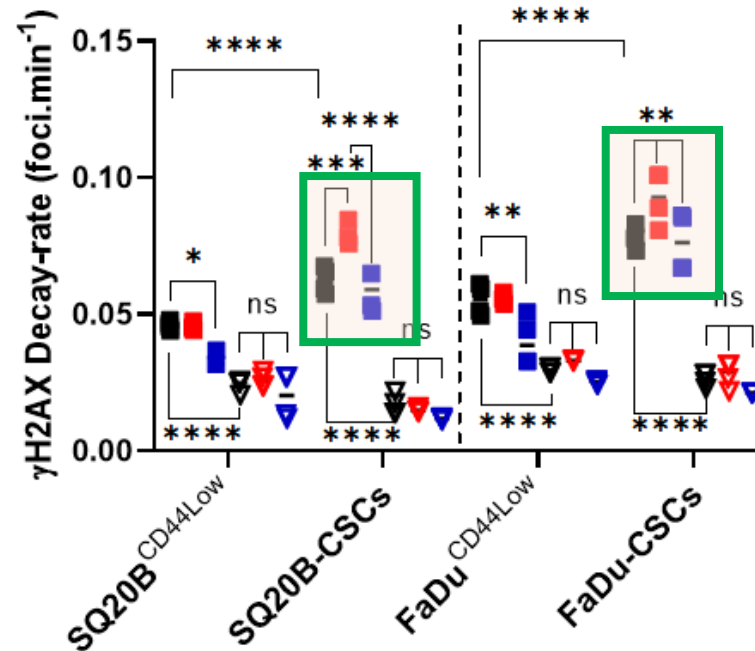 γH2AX Decay-rate (foci.min⁻¹)
0.15
0.10
0.05
0.00
****
****
***
*
ns
****
ns
****
****
**
ns
****
**
ns
****
SQ20B^CD44Low
SQ20B-CSCs
FaDu^CD44Low
FaDu-CSCs